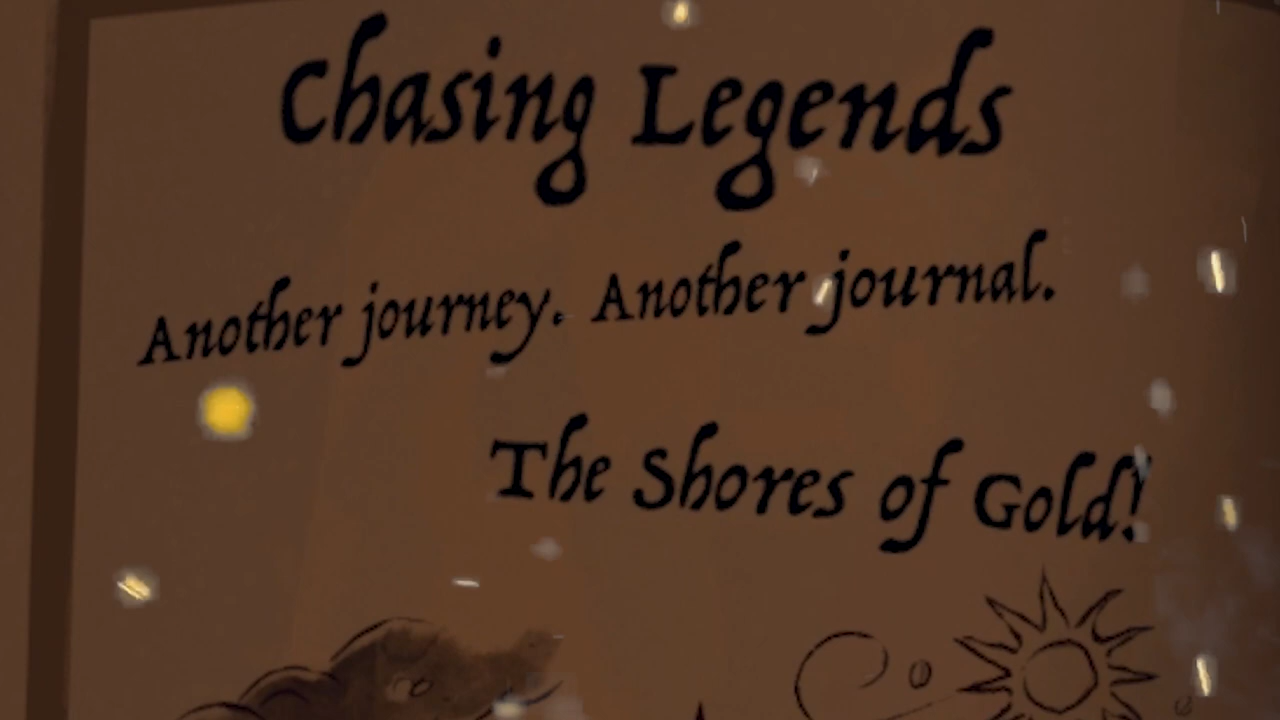 Chasing Legends
Another journey. Another journal.
The Shores of Gold!